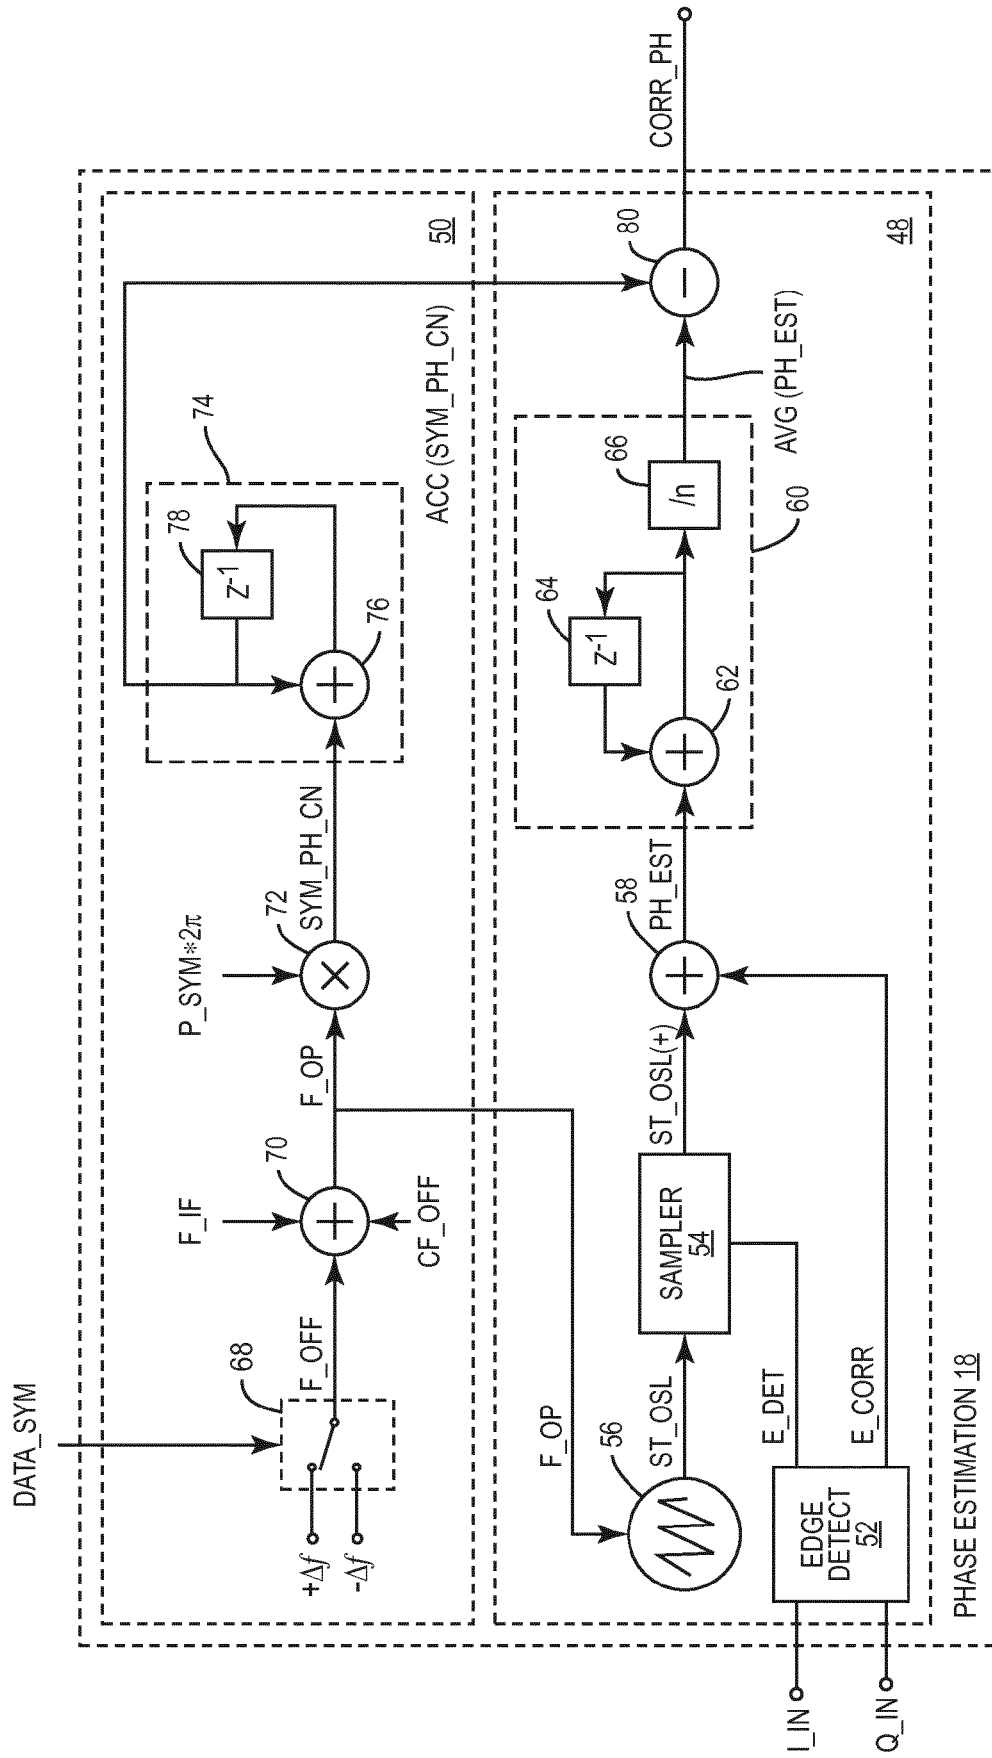 DATA_SYM
+Δf
-Δf
68
F_OFF
F_IF
70
CF_OFF
F_OP
P_SYM*2π
72
SYM_PH_CN
78
Z-1
76
74
ACC (SYM_PH_CN)
50
F_OP
56
ST_OSL
SAMPLER
54
ST_OSL(+)
58
PH_EST
64
Z-1
62
66
/n
60
AVG (PH_EST)
80
48
CORR_PH
I_IN
Q_IN
EDGE
DETECT
52
E_DET
E_CORR
PHASE ESTIMATION 18